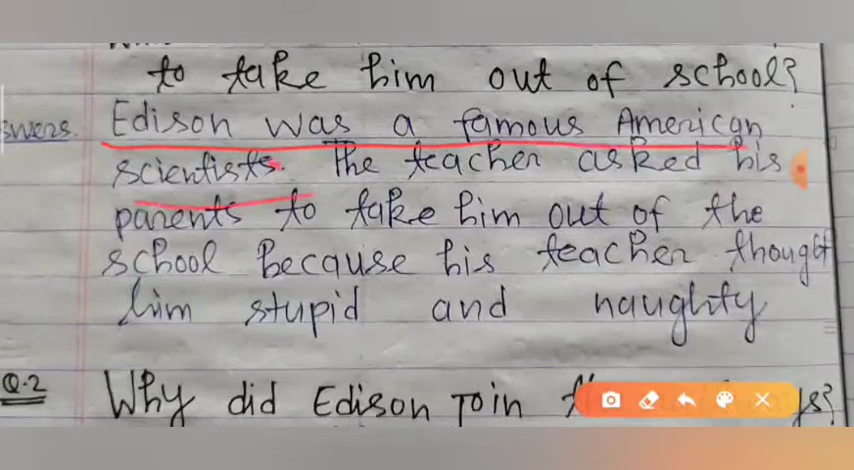 to take him out of school?
swers. Edison was a famous American
scientists. The teacher asked his
parents to take him out of the
school because his teacher thought
him stupid and naughty
Q.2 Why did Edison Join